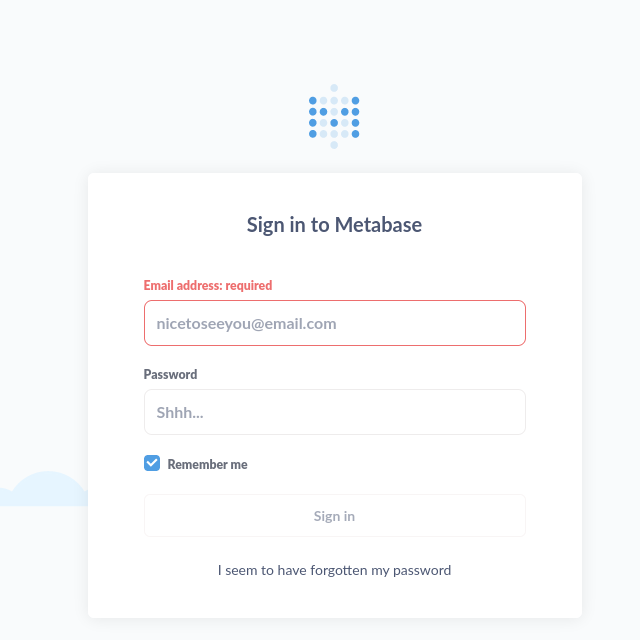 Sign in to Metabase
Email address: required
nicetoseeyou@email.com
Password
Shhh...
Remember me
Sign in
I seem to have forgotten my password